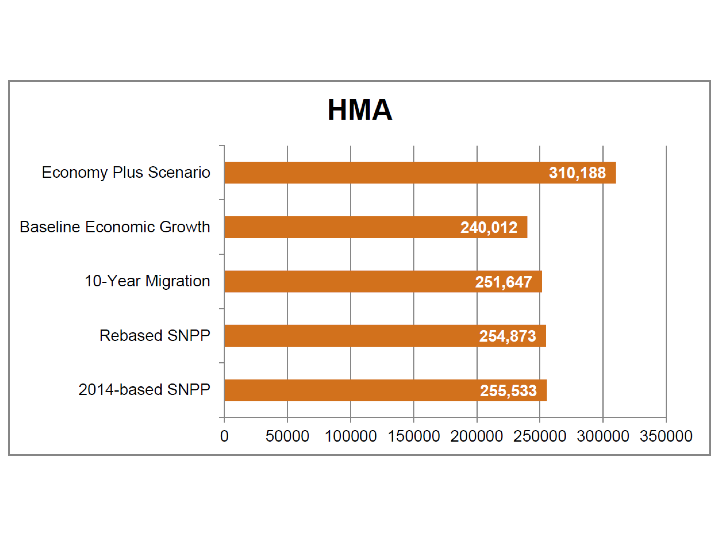 HMA
Economy Plus Scenario 310,188
Baseline Economic Growth 240,012
10-Year Migration 251,647
Rebased SNPP 254,873
2014-based SNPP 255,533
0 50000 100000 150000 200000 250000 300000 350000